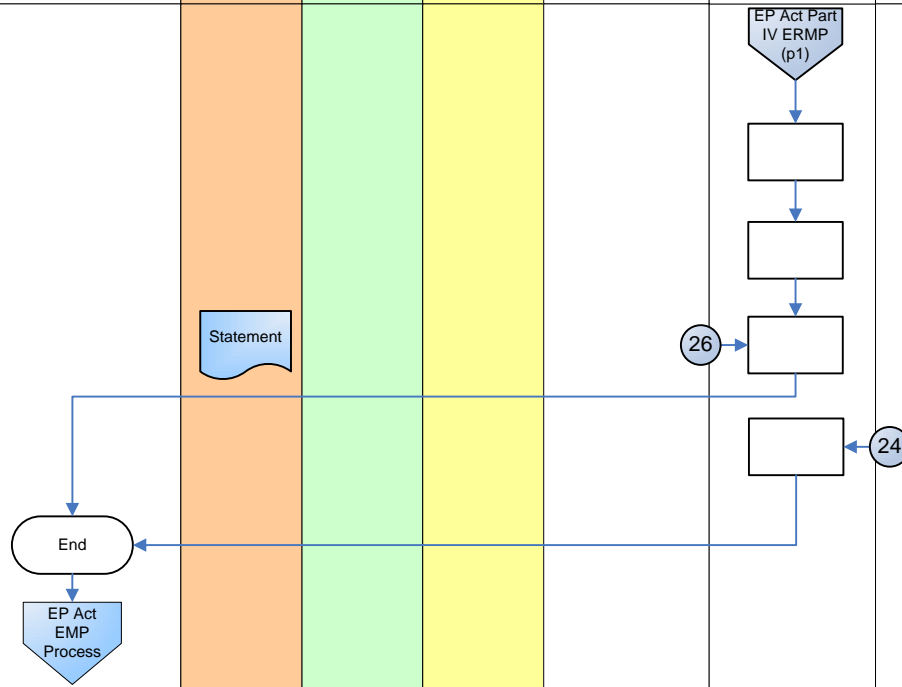 EP Act Part
IV ERMP
(p1)
Statement
26
24
End
EP Act
EMP
Process